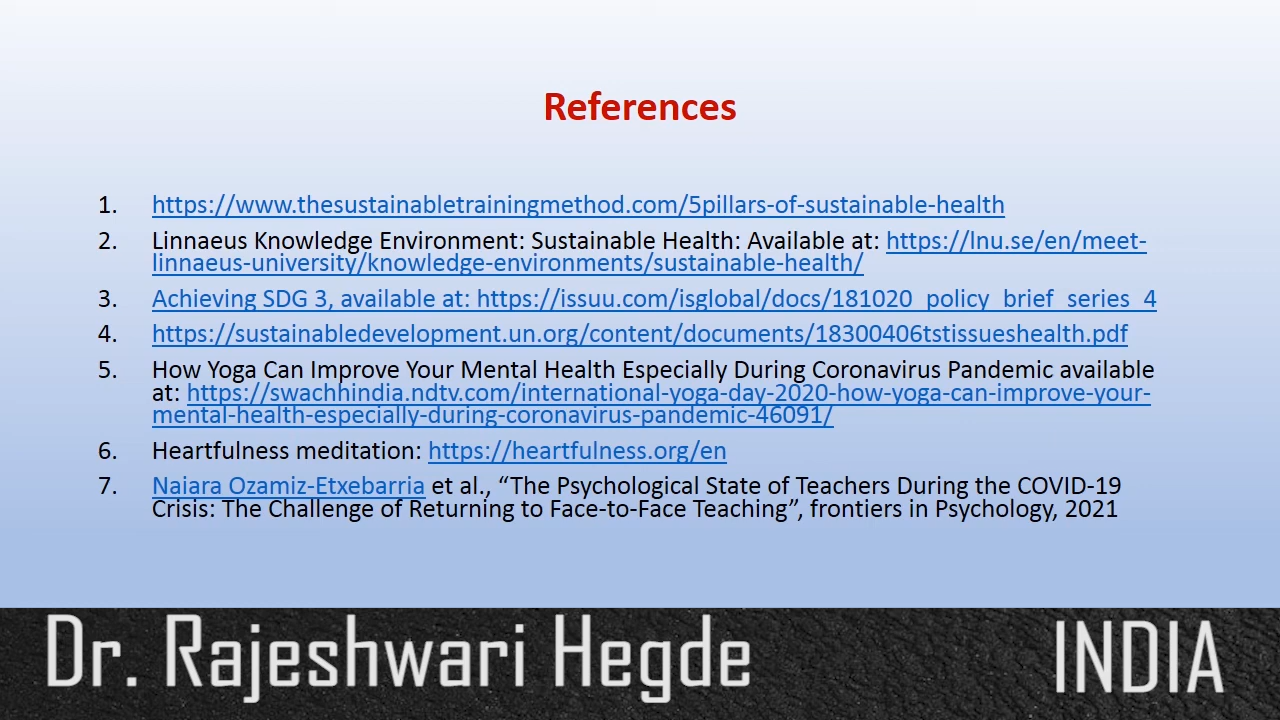 References
1. https://www.thesustainabletrainingmethod.com/5pillars-of-sustainable-health
2. Linnaeus Knowledge Environment: Sustainable Health: Available at: https://lnu.se/en/meet-
linnaeus-university/knowledge-environments/sustainable-health/
3. Achieving SDG 3, available at: https://issuu.com/isglobal/docs/181020_policy_brief_series_4
4. https://sustainabledevelopment.un.org/content/documents/18300406tstissueshealth.pdf
5. How Yoga Can Improve Your Mental Health Especially During Coronavirus Pandemic available
at: https://swachhindia.ndtv.com/international-yoga-day-2020-how-yoga-can-improve-your-
mental-health-especially-during-coronavirus-pandemic-46091/
6. Heartfulness meditation: https://heartfulness.org/en
7. Naiara Ozamiz-Etxebarria et al., “The Psychological State of Teachers During the COVID-19
Crisis: The Challenge of Returning to Face-to-Face Teaching”, frontiers in Psychology, 2021
Dr. Rajeshwari Hegde INDIA